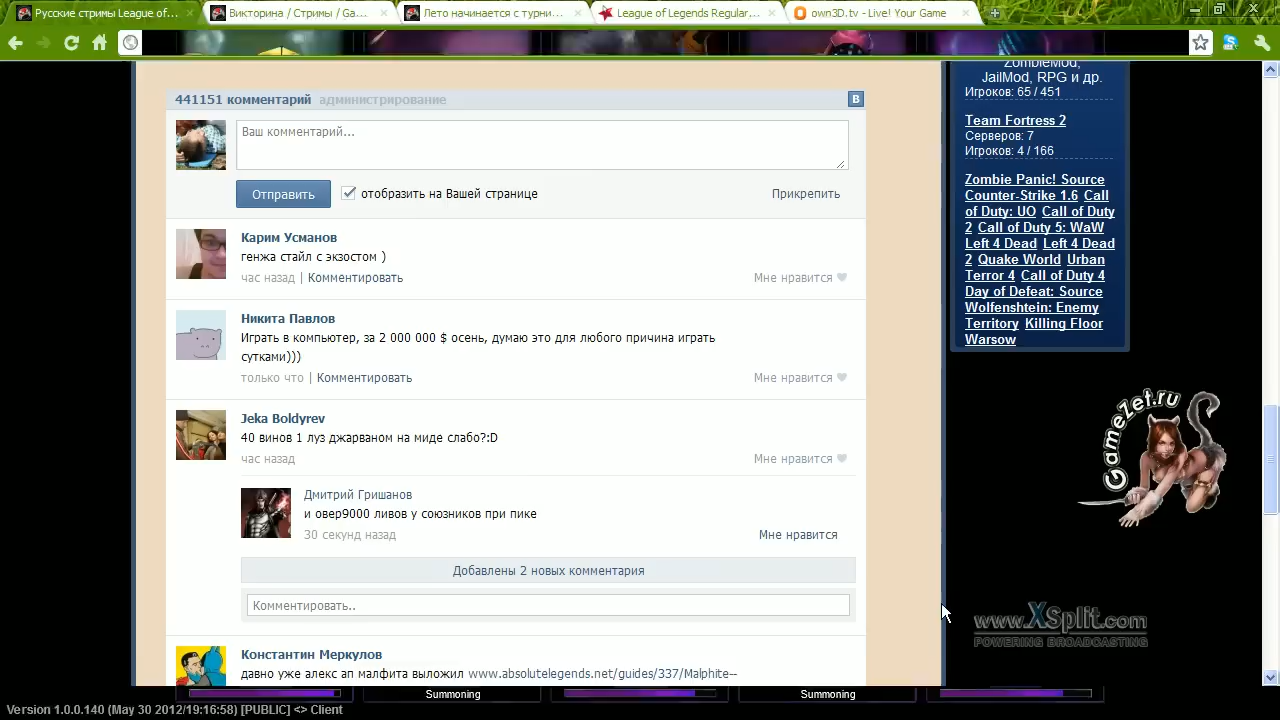 Русские стримы League of...
Викторина / Стримы / Ga...
Лето начинается с турни...
League of Legends Regular...
own3D.tv - Live! Your Game
441151 комментарий администрирование
B
Ваш комментарий...
Отправить
отобразить на Вашей странице
Прикрепить
Карим Усманов
генжа стайл с экзостом )
час назад | Комментировать
Мне нравится
Никита Павлов
Играть в компьютер, за 2 000 000 $ осень, думаю это для любого причина играть
сутками)))
только что | Комментировать
Мне нравится
Jeka Boldyrev
40 винов 1 луз джарваном на миде слабо?:D
час назад
Мне нравится
Дмитрий Гришанов
и овер9000 ливов у союзников при пике
30 секунд назад
Мне нравится
Добавлены 2 новых комментария
Комментировать..
Константин Меркулов
давно уже алекс ап малфита выложил www.absolutelegends.net/guides/337/Malphite--
ZombieMod,
JailMod, RPG и др.
Игроков: 65 / 451
Team Fortress 2
Серверов: 7
Игроков: 4 / 166
Zombie Panic! Source
Counter-Strike 1.6 Call
of Duty: UO Call of Duty
2 Call of Duty 5: WaW
Left 4 Dead Left 4 Dead
2 Quake World Urban
Terror 4 Call of Duty 4
Day of Defeat: Source
Wolfenshtein: Enemy
Territory Killing Floor
Warsow
GameZet.ru
www.XSplit.com
POWERING BROADCASTING
Summoning
Summoning
Version 1.0.0.140 (May 30 2012/19:16:58) [PUBLIC] <> Client